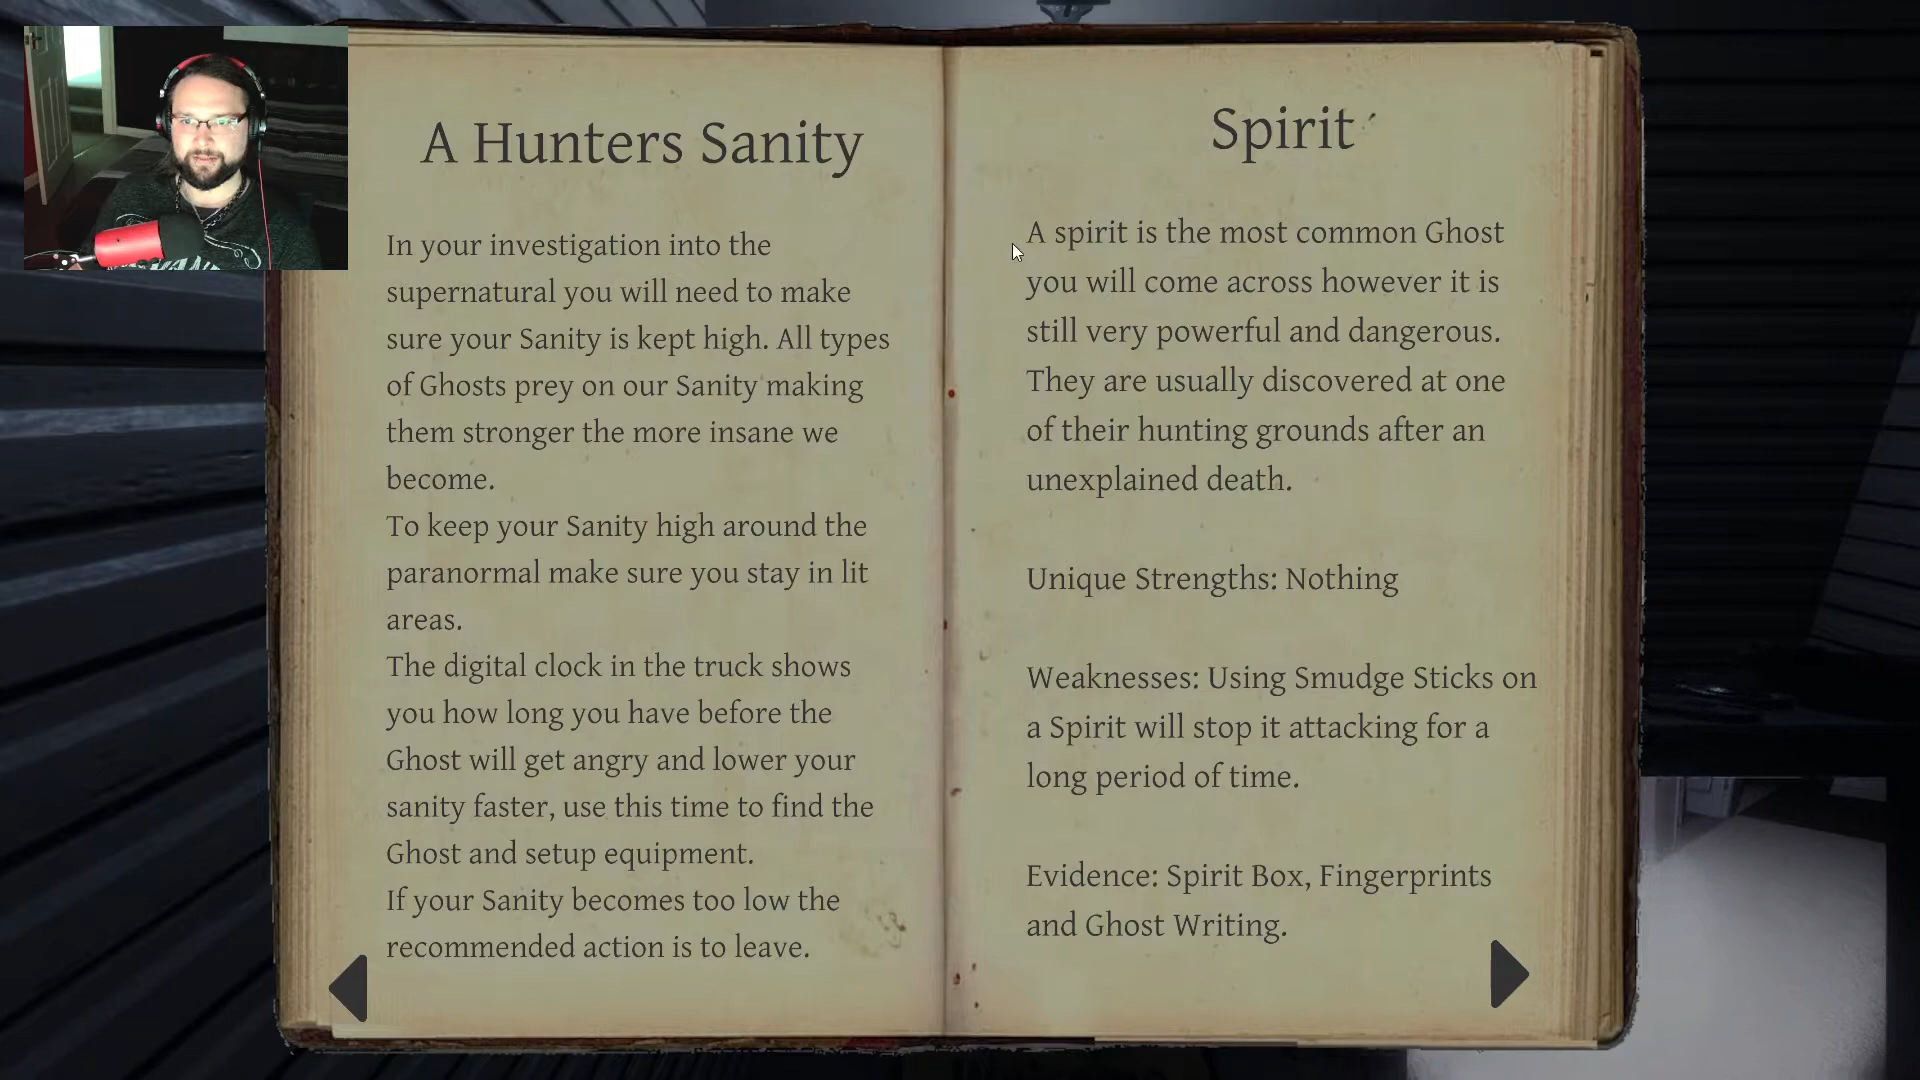 A Hunters Sanity
In your investigation into the
supernatural you will need to make
sure your Sanity is kept high. All types
of Ghosts prey on our Sanity making
them stronger the more insane we
become.
To keep your Sanity high around the
paranormal make sure you stay in lit
areas.
The digital clock in the truck shows
you how long you have before the
Ghost will get angry and lower your
sanity faster, use this time to find the
Ghost and setup equipment.
If your Sanity becomes too low the
recommended action is to leave.
Spirit
A spirit is the most common Ghost
you will come across however it is
still very powerful and dangerous.
They are usually discovered at one
of their hunting grounds after an
unexplained death.
Unique Strengths: Nothing
Weaknesses: Using Smudge Sticks on
a Spirit will stop it attacking for a
long period of time.
Evidence: Spirit Box, Fingerprints
and Ghost Writing.